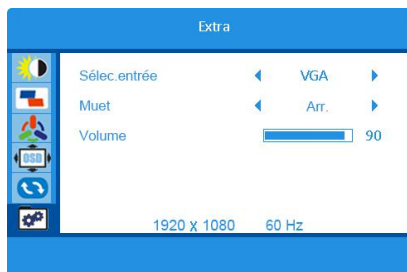 Extra
Sélec.entrée VGA
Muet Arr.
Volume 90
OSD
1920 x 1080 60 Hz